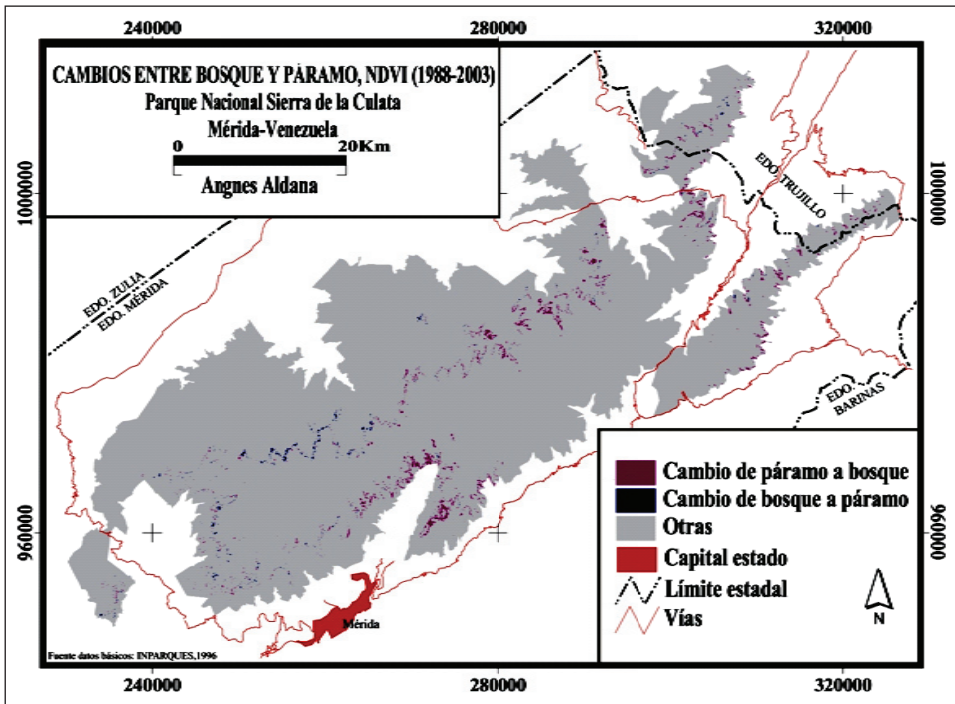 240000 280000 320000
CAMBIOS ENTRE BOSQUE Y PÁRAMO, NDVI (1988-2003)
Parque Nacional Sierra de la Culata
Mérida-Venezuela
0 20Km
Angnes Aldana
1000000
1000000
EDO. TRUJILLO
EDO. ZULIA
EDO. MÉRIDA
EDO. BARINAS
960000
960000
Cambio de páramo a bosque
Cambio de bosque a páramo
Otras
Capital estado
Límite estadal
Vías
N
Mérida
Fuente datos básicos: INPARQUES,1996
240000 280000 320000